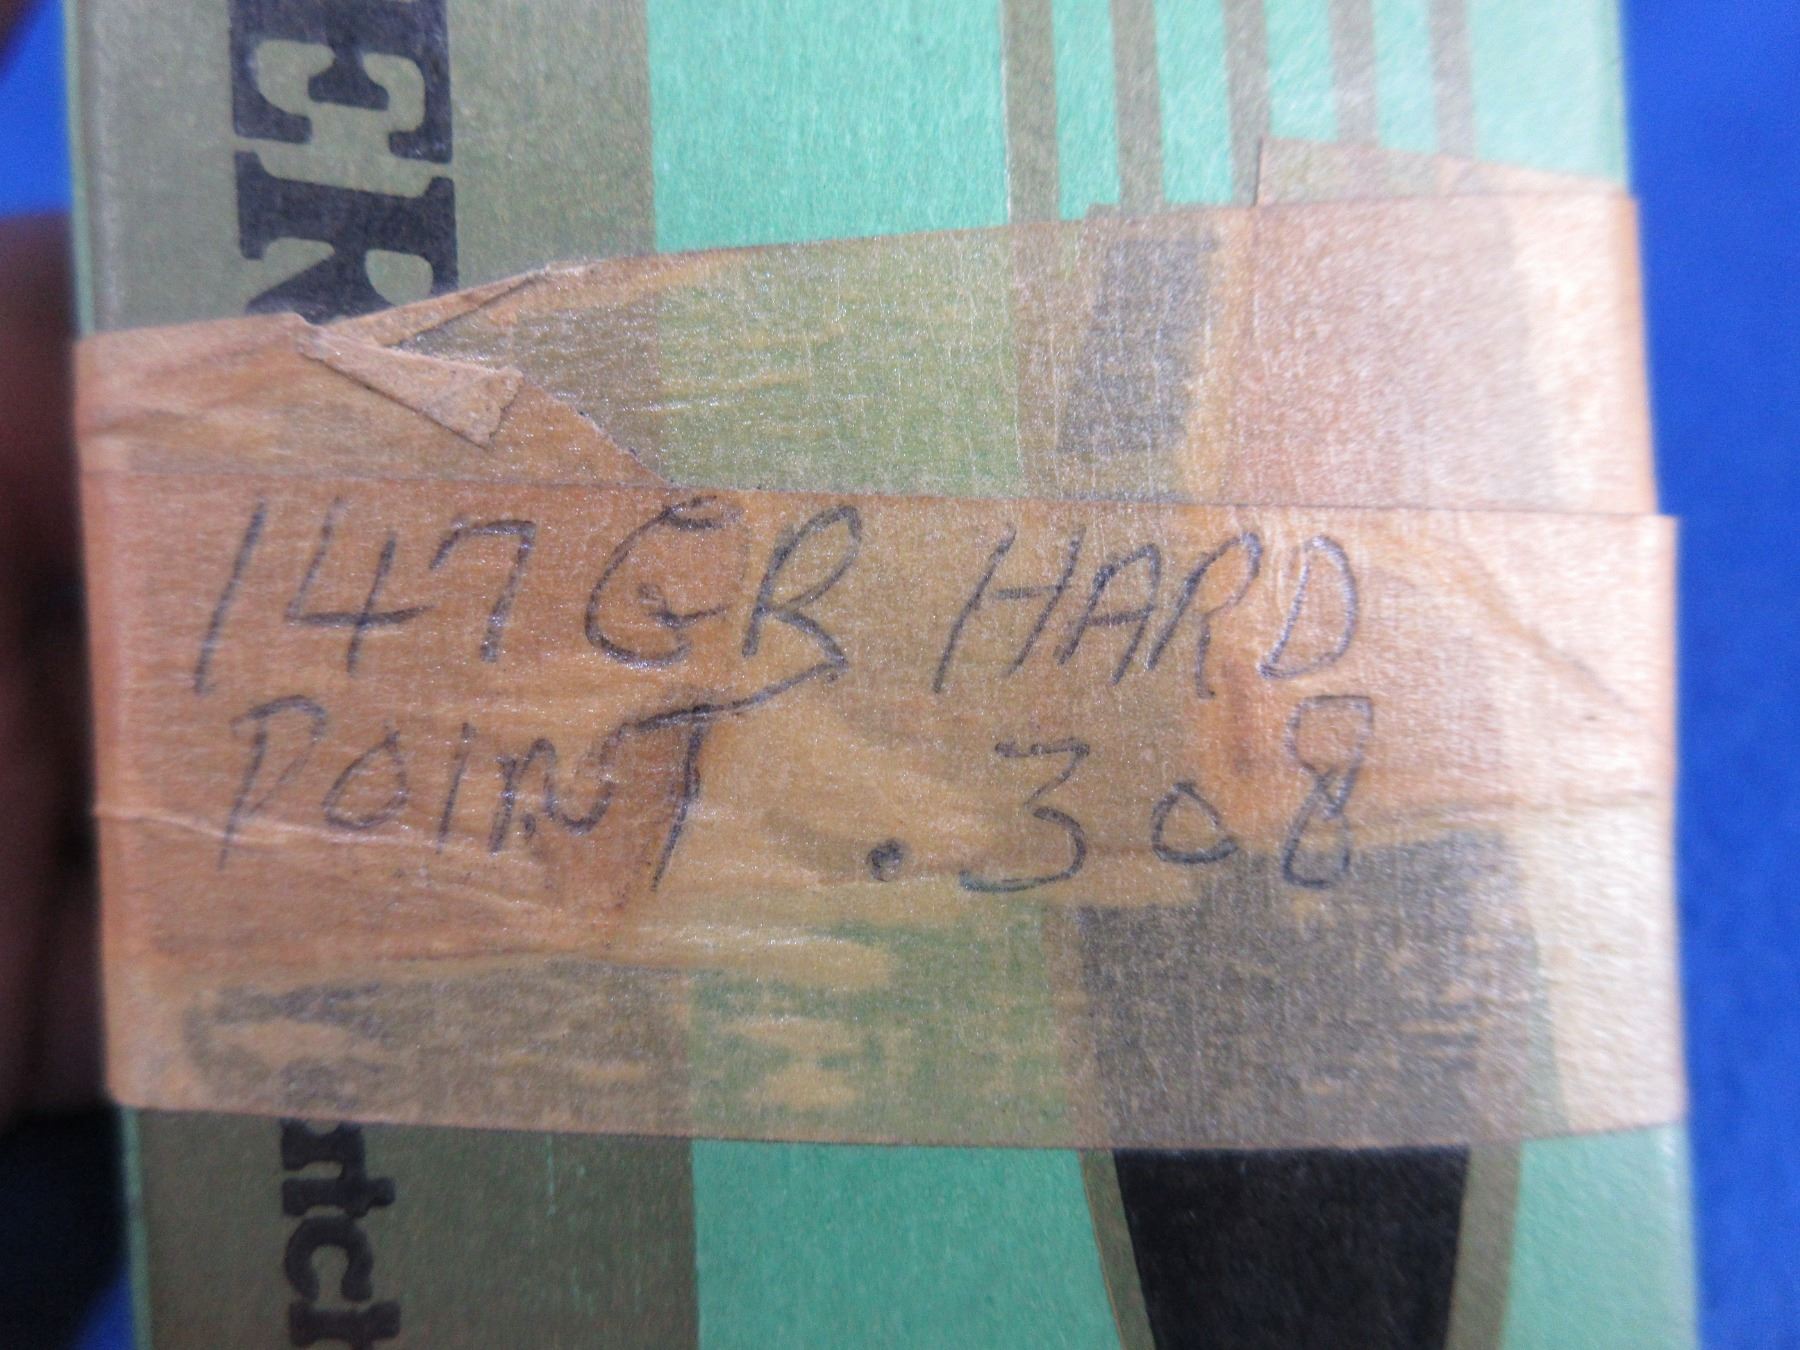 147 GR HARD
POINT .308